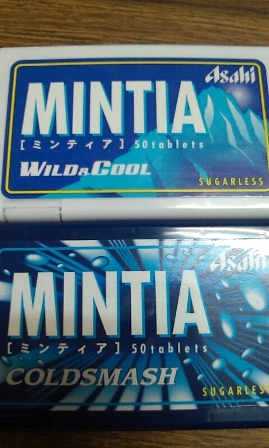 Asahi
MINTIA
[ミンティア] 50tablets
WILD&COOL
SUGARLESS
Asahi
MINTIA
[ミンティア] 50tablets
COLDSMASH
SUGARLESS